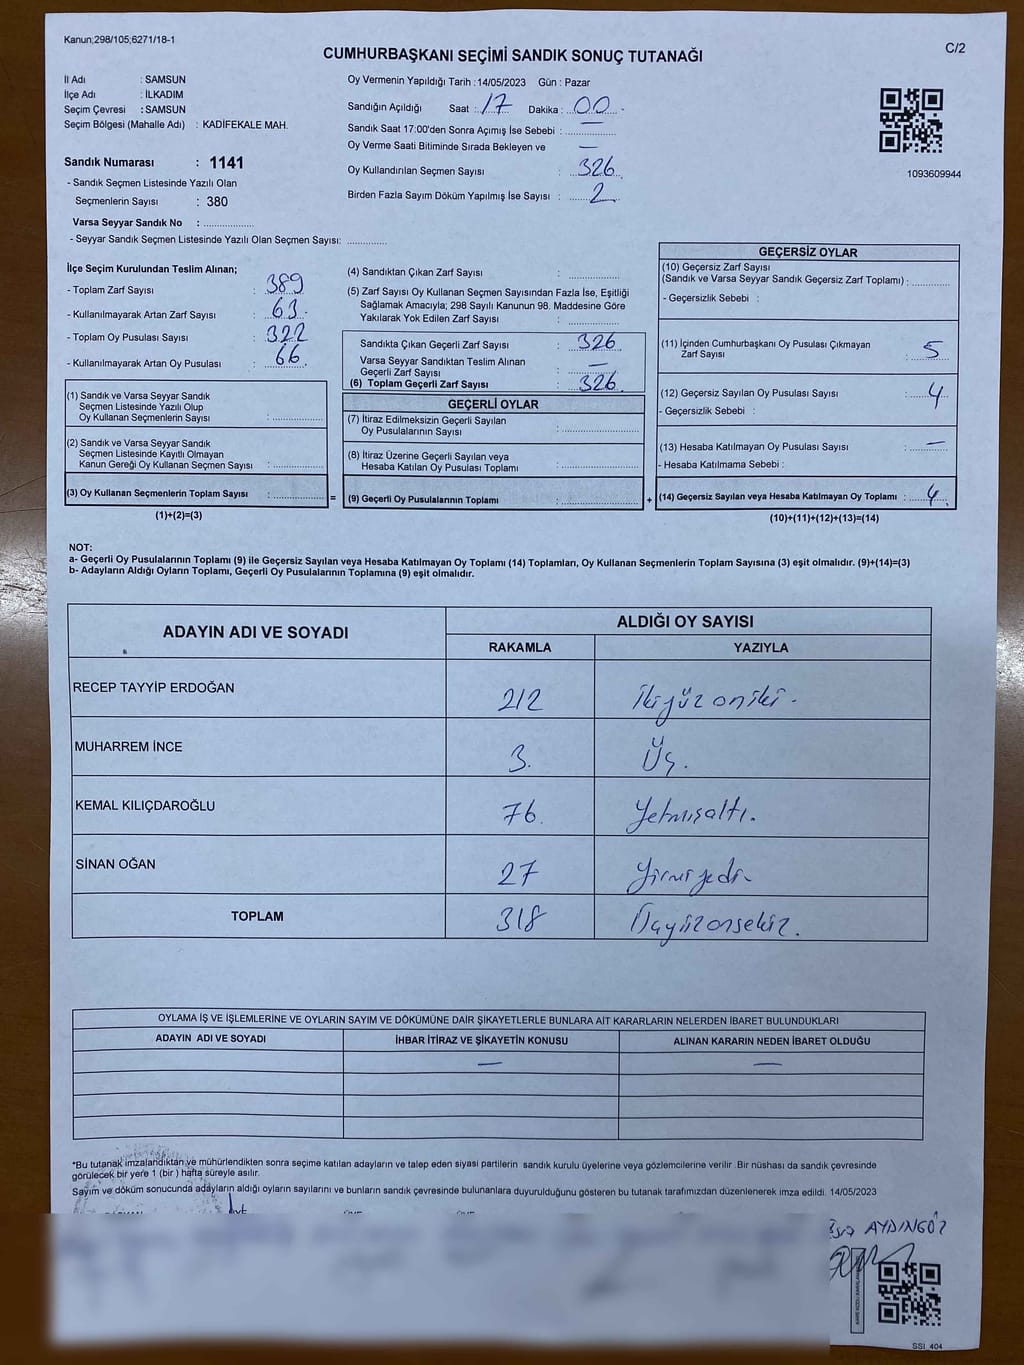 Kanun;298/105;6271/18-1
C/2
CUMHURBAŞKANI SEÇİMİ SANDIK SONUÇ TUTANAĞI
İl Adı : SAMSUN
İlçe Adı : İLKADIM
Seçim Çevresi : SAMSUN
Seçim Bölgesi (Mahalle Adı) : KADİFEKALE MAH.
Sandık Numarası : 1141
- Sandık Seçmen Listesinde Yazılı Olan
Seçmenlerin Sayısı : 380
Varsa Seyyar Sandık No : ..................
- Seyyar Sandık Seçmen Listesinde Yazılı Olan Seçmen Sayısı: ..............
Oy Vermenin Yapıldığı Tarih : 14/05/2023 Gün : Pazar
Sandığın Açıldığı Saat : 17 Dakika : 00
Sandık Saat 17:00'den Sonra Açımış İse Sebebi : —
Oy Verme Saati Bitiminde Sırada Bekleyen ve —
Oy Kullandırılan Seçmen Sayısı : 326
Birden Fazla Sayım Döküm Yapılmış İse Sayısı : 2
1093609944
İlçe Seçim Kurulundan Teslim Alınan;
- Toplam Zarf Sayısı : 389
- Kullanılmayarak Artan Zarf Sayısı : 63.
- Toplam Oy Pusulası Sayısı : 322
- Kullanılmayarak Artan Oy Pusulası : 66
(1) Sandık ve Varsa Seyyar Sandık
Seçmen Listesinde Yazılı Olup
Oy Kullanan Seçmenlerin Sayısı : ..............
(2) Sandık ve Varsa Seyyar Sandık
Seçmen Listesinde Kayıtlı Olmayan
Kanun Gereği Oy Kullanan Seçmen Sayısı : ..............
(3) Oy Kullanan Seçmenlerin Toplam Sayısı : .............. =
(1)+(2)=(3)
(4) Sandıktan Çıkan Zarf Sayısı : ..............
(5) Zarf Sayısı Oy Kullanan Seçmen Sayısından Fazla İse, Eşitliği
Sağlamak Amacıyla; 298 Sayılı Kanunun 98. Maddesine Göre
Yakılarak Yok Edilen Zarf Sayısı : ..............
Sandıkta Çıkan Geçerli Zarf Sayısı : 326
Varsa Seyyar Sandıktan Teslim Alınan
Geçerli Zarf Sayısı : —
(6) Toplam Geçerli Zarf Sayısı : 326
GEÇERLİ OYLAR
(7) İtiraz Edilmeksizin Geçerli Sayılan
Oy Pusulalarının Sayısı : ..............
(8) İtiraz Üzerine Geçerli Sayılan veya
Hesaba Katılan Oy Pusulası Toplamı : ..............
(9) Geçerli Oy Pusulalarının Toplamı : .............. +
GEÇERSİZ OYLAR
(10) Geçersiz Zarf Sayısı
(Sandık ve Varsa Seyyar Sandık Geçersiz Zarf Toplamı) : ..............
- Geçersizlik Sebebi :
(11) İçinden Cumhurbaşkanı Oy Pusulası Çıkmayan
Zarf Sayısı : 5
(12) Geçersiz Sayılan Oy Pusulası Sayısı : 4
- Geçersizlik Sebebi :
(13) Hesaba Katılmayan Oy Pusulası Sayısı : —
- Hesaba Katılmama Sebebi :
(14) Geçersiz Sayılan veya Hesaba Katılmayan Oy Toplamı : 4.
(10)+(11)+(12)+(13)=(14)
NOT:
a- Geçerli Oy Pusulalarının Toplamı (9) ile Geçersiz Sayılan veya Hesaba Katılmayan Oy Toplamı (14) Toplamları, Oy Kullanan Seçmenlerin Toplam Sayısına (3) eşit olmalıdır. (9)+(14)=(3)
b- Adayların Aldığı Oyların Toplamı, Geçerli Oy Pusulalarının Toplamına (9) eşit olmalıdır.
ADAYIN ADI VE SOYADI
ALDIĞI OY SAYISI
RAKAMLA YAZIYLA
RECEP TAYYİP ERDOĞAN 212 İkiyüz oniki.
MUHARREM İNCE 3. Üç.
KEMAL KILIÇDAROĞLU 76. Yetmişaltı.
SİNAN OĞAN 27 Yirmiyedi
TOPLAM 318 Üçyüzonsekiz.
OYLAMA İŞ VE İŞLEMLERİNE VE OYLARIN SAYIM VE DÖKÜMÜNE DAİR ŞİKAYETLERLE BUNLARA AİT KARARLARIN NELERDEN İBARET BULUNDUKLARI
ADAYIN ADI VE SOYADI İHBAR İTİRAZ VE ŞİKAYETİN KONUSU ALINAN KARARIN NEDEN İBARET OLDUĞU
— —
*Bu tutanak imzalandıktan ve mühürlendikten sonra seçime katılan adayların ve talep eden siyasi partilerin sandık kurulu üyelerine veya gözlemcilerine verilir .Bir nüshası da sandık çevresinde
görülecek bir yere 1 (bir ) hafta süreyle asılır.
Sayım ve döküm sonucunda adayların aldığı oyların sayılarını ve bunların sandık çevresinde bulunanlara duyurulduğunu gösteren bu tutanak tarafımızdan düzenlenerek imza edildi. 14/05/2023
AYDINGÖZ
SSI_404